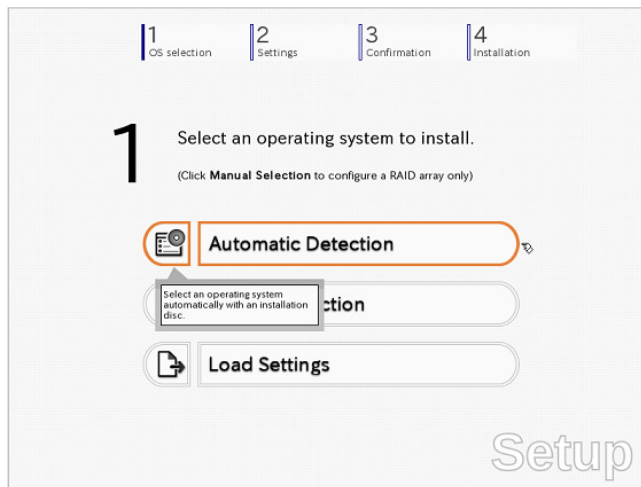 1
OS selection
2
Settings
3
Confirmation
4
Installation
1
Select an operating system to install.
(Click Manual Selection to configure a RAID array only)
Automatic Detection
Select an operating system
automatically with an installation
disc.
ction
Load Settings
Setup